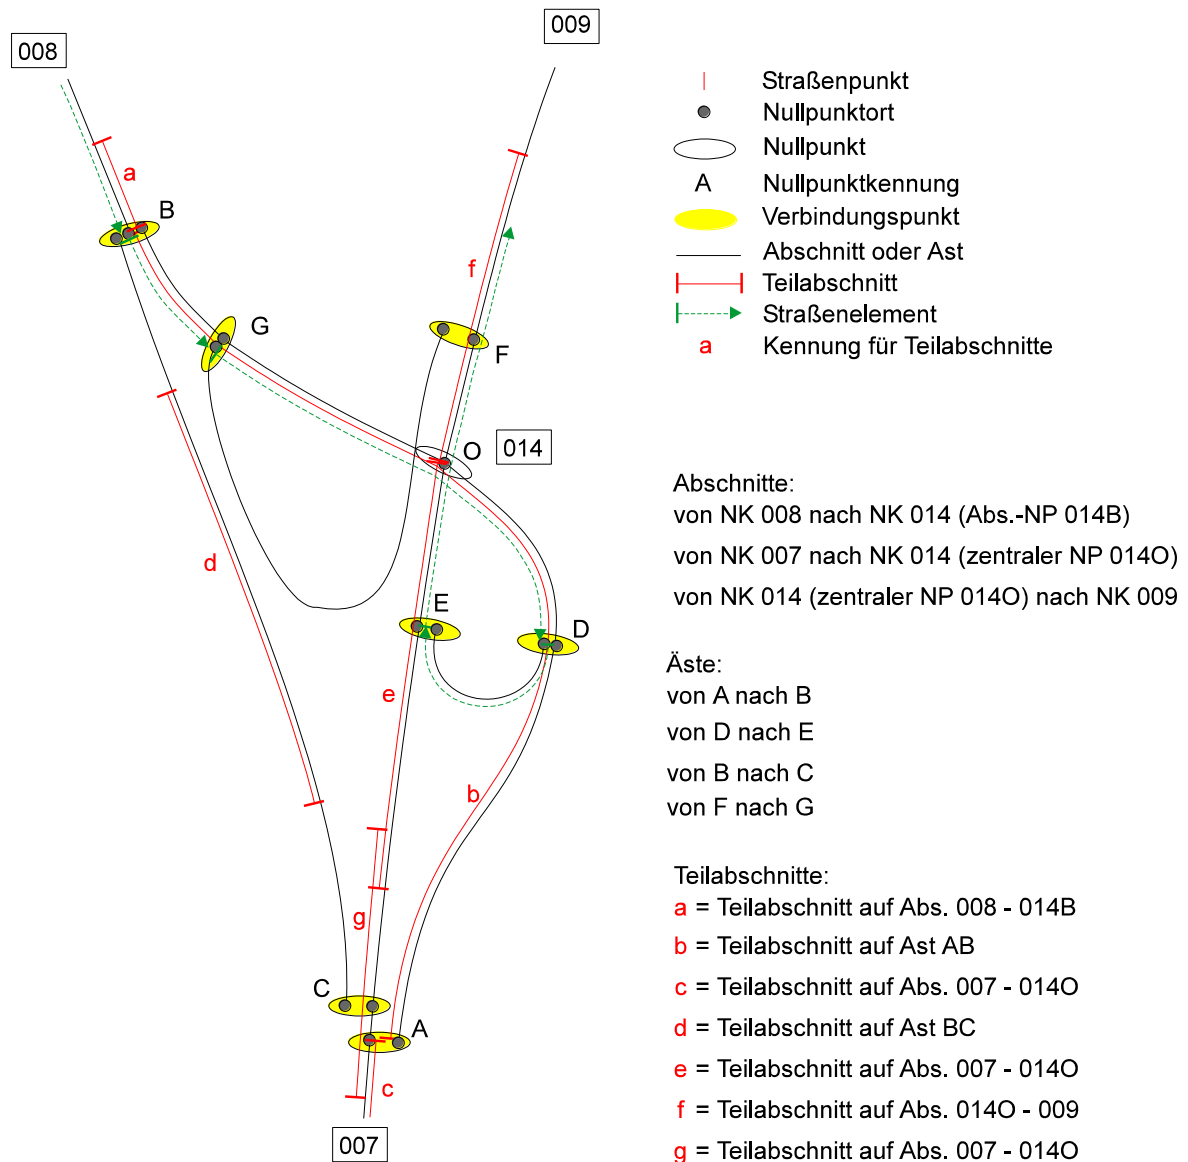 008
009
a
B
G
f
F
O
014
d
E
D
e
b
g
C
A
c
007
Straßenpunkt
Nullpunktort
Nullpunkt
A Nullpunktkennung
Verbindungspunkt
Abschnitt oder Ast
Teilabschnitt
Straßenelement
a Kennung für Teilabschnitte
Abschnitte:
von NK 008 nach NK 014 (Abs.-NP 014B)
von NK 007 nach NK 014 (zentraler NP 014O)
von NK 014 (zentraler NP 014O) nach NK 009
Äste:
von A nach B
von D nach E
von B nach C
von F nach G
Teilabschnitte:
a = Teilabschnitt auf Abs. 008 - 014B
b = Teilabschnitt auf Ast AB
c = Teilabschnitt auf Abs. 007 - 014O
d = Teilabschnitt auf Ast BC
e = Teilabschnitt auf Abs. 007 - 014O
f = Teilabschnitt auf Abs. 014O - 009
g = Teilabschnitt auf Abs. 007 - 014O